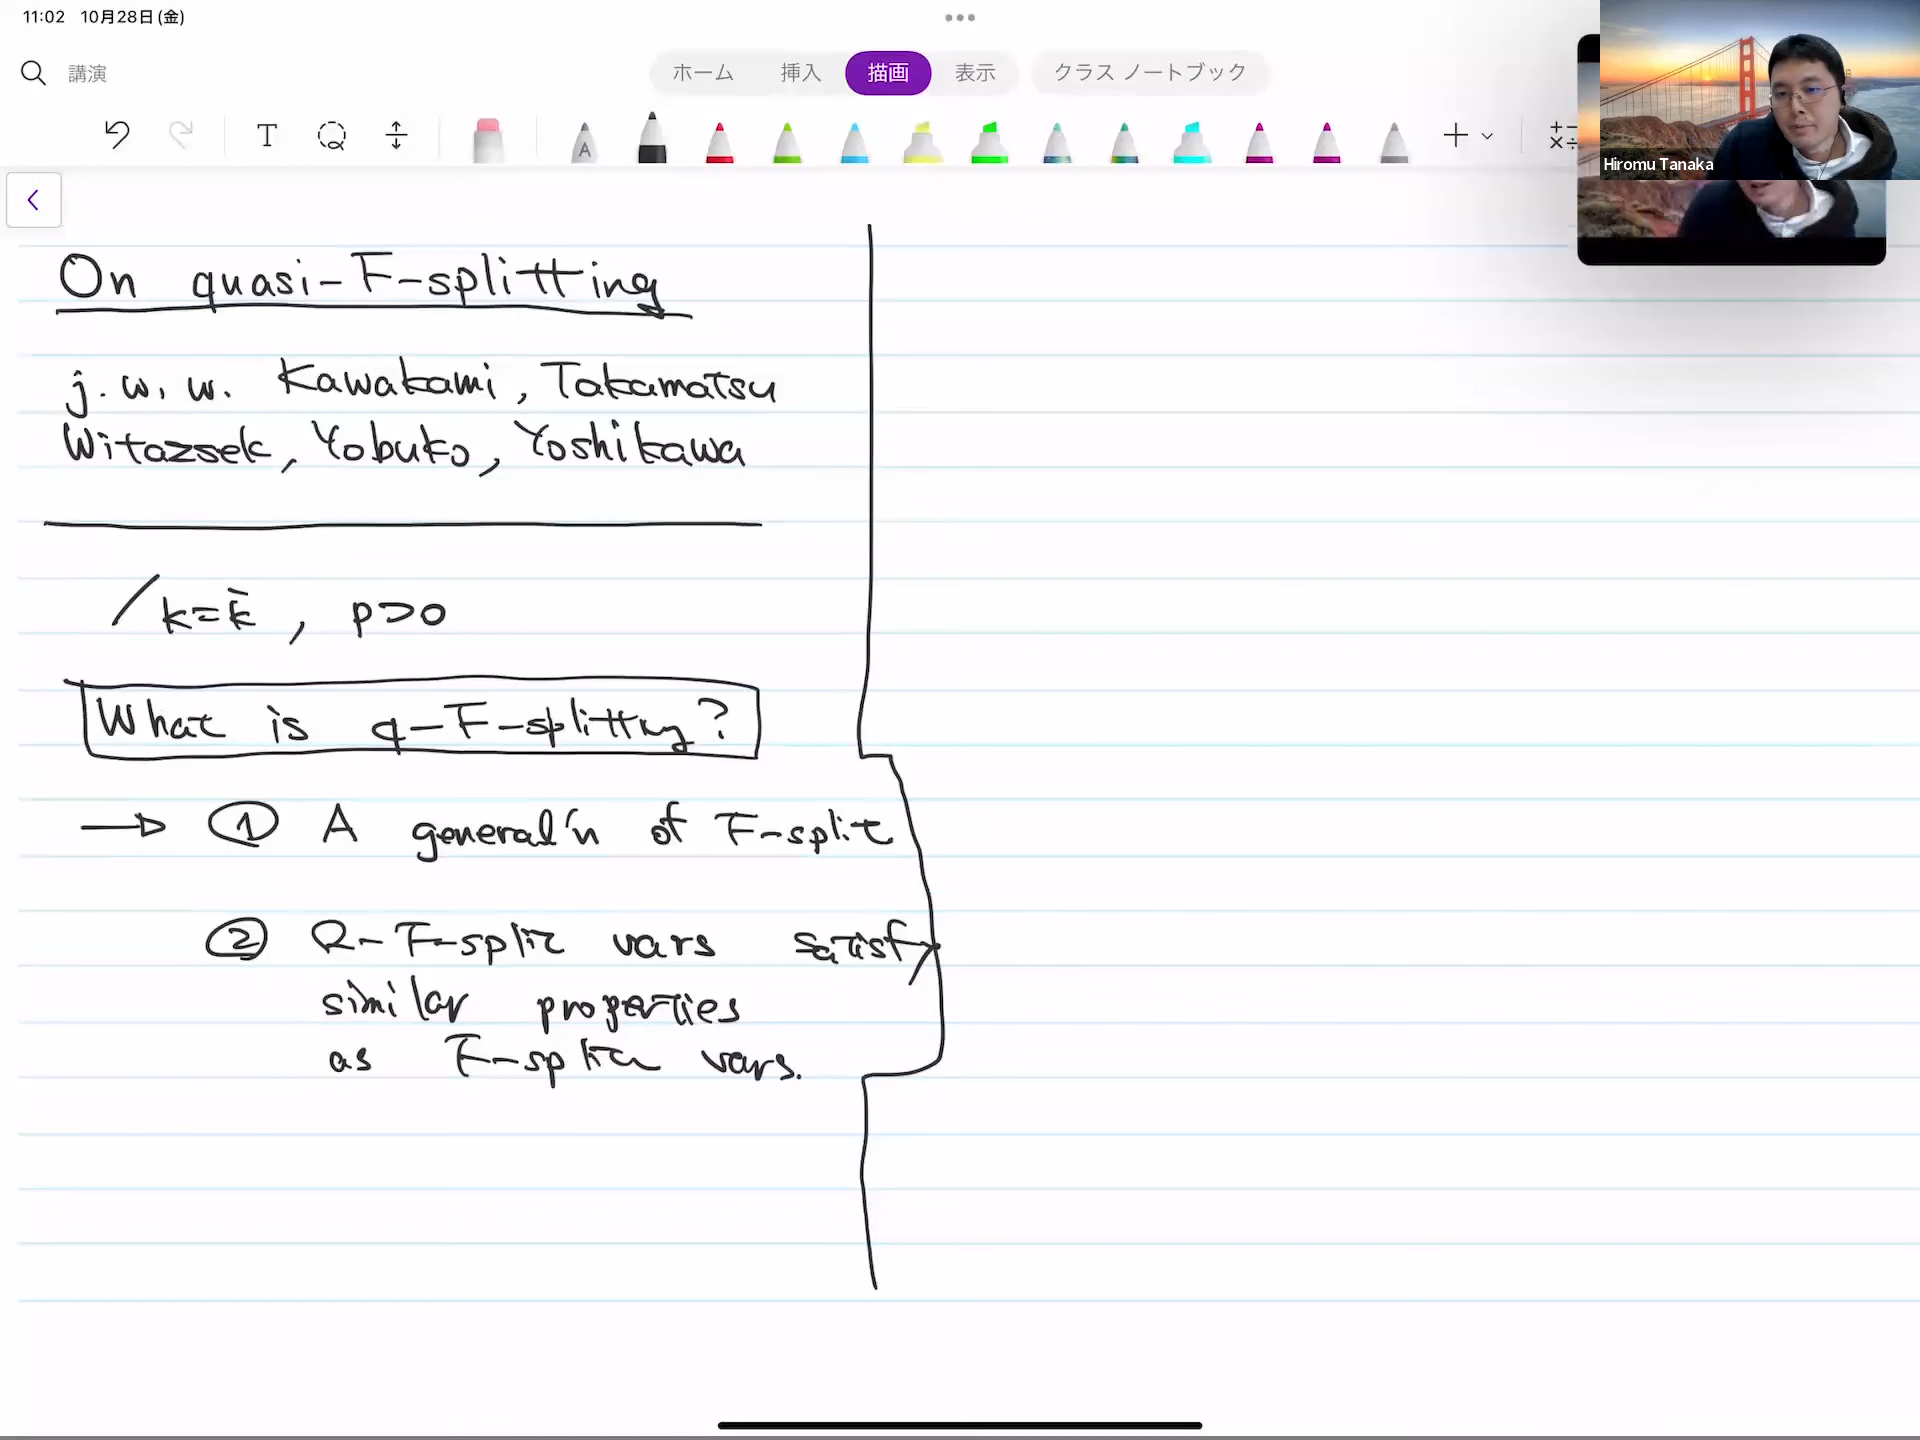 11:02 10月28日(金)
講演
ホーム 挿入 描画 表示 クラス ノートブック
T
A
Hiromu Tanaka
On quasi-F-splitting
j.w.w. Kawakami, Takamatsu
Witazsek, Yobuko, Yoshikawa
/k=k̄, p>0
What is q-F-splitting?
→ ① A general'n of F-split
② Q-F-split vars satisfy
similar properties
as F-split vars.